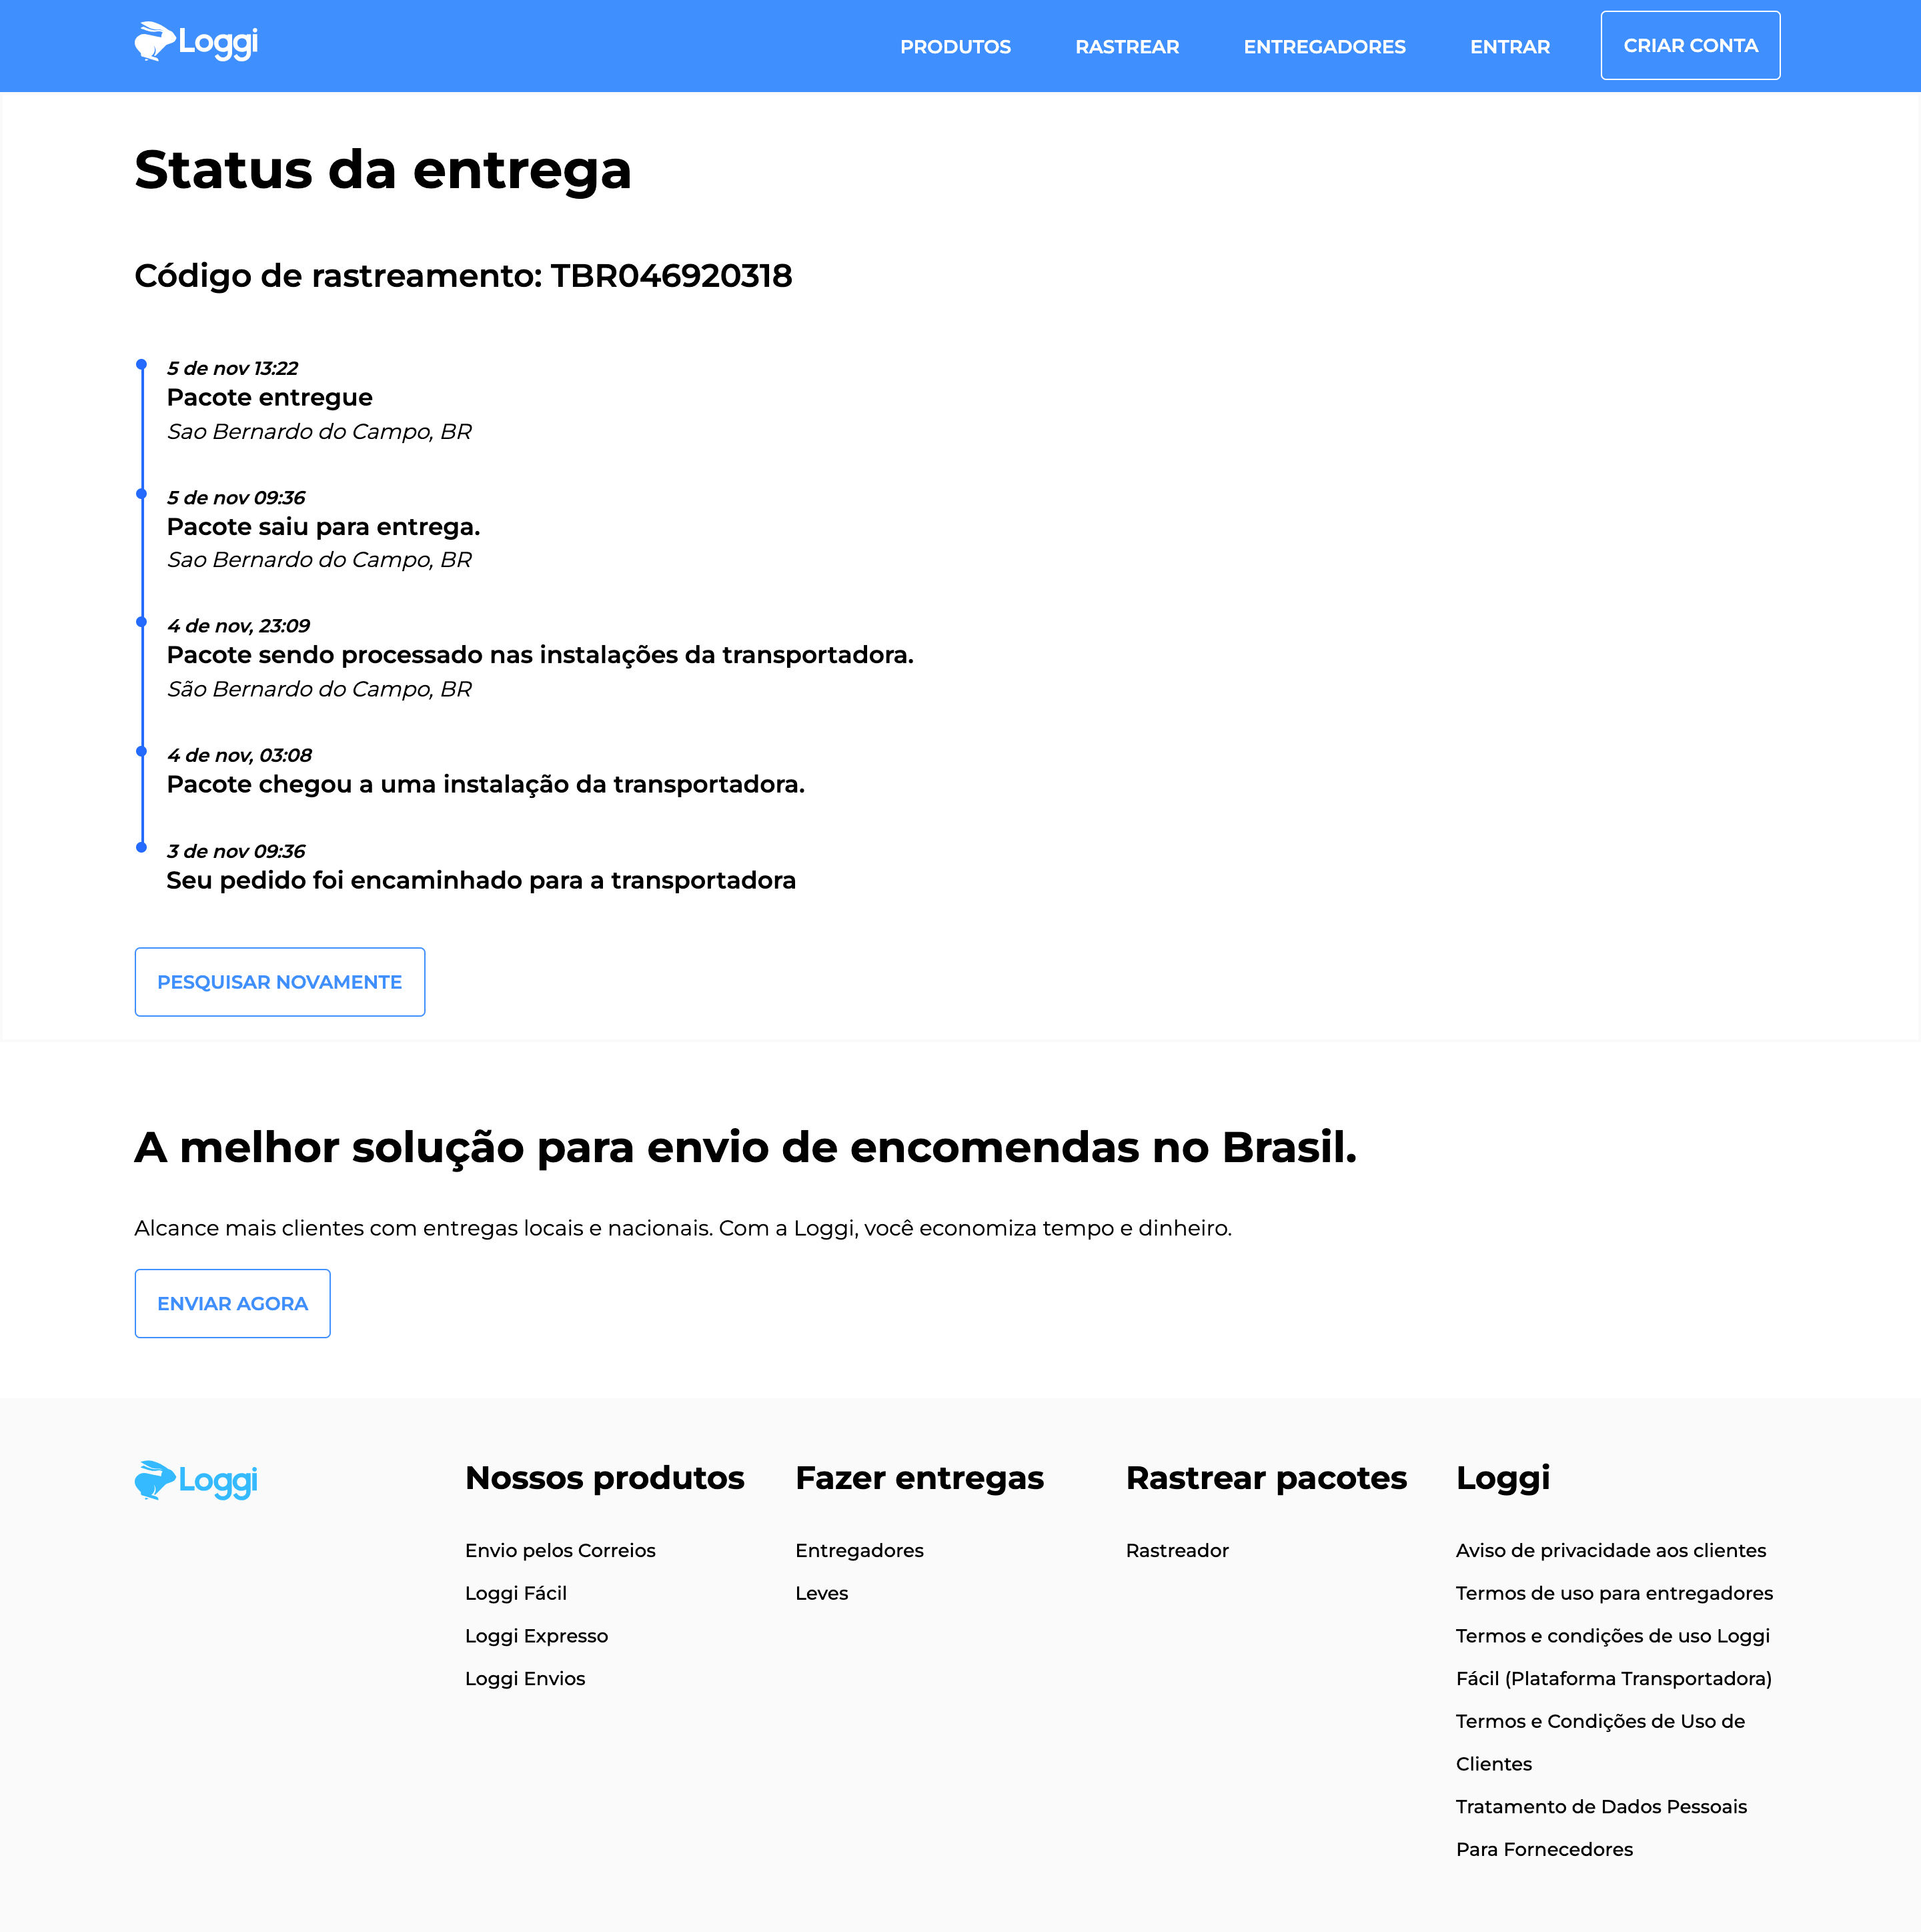 Loggi
PRODUTOS
RASTREAR
ENTREGADORES
ENTRAR
CRIAR CONTA
Status da entrega
Código de rastreamento: TBR046920318
5 de nov 13:22
Pacote entregue
Sao Bernardo do Campo, BR
5 de nov 09:36
Pacote saiu para entrega.
Sao Bernardo do Campo, BR
4 de nov, 23:09
Pacote sendo processado nas instalações da transportadora.
São Bernardo do Campo, BR
4 de nov, 03:08
Pacote chegou a uma instalação da transportadora.
3 de nov 09:36
Seu pedido foi encaminhado para a transportadora
PESQUISAR NOVAMENTE
A melhor solução para envio de encomendas no Brasil.
Alcance mais clientes com entregas locais e nacionais. Com a Loggi, você economiza tempo e dinheiro.
ENVIAR AGORA
Loggi
Nossos produtos
Envio pelos Correios
Loggi Fácil
Loggi Expresso
Loggi Envios
Fazer entregas
Entregadores
Leves
Rastrear pacotes
Rastreador
Loggi
Aviso de privacidade aos clientes
Termos de uso para entregadores
Termos e condições de uso Loggi
Fácil (Plataforma Transportadora)
Termos e Condições de Uso de
Clientes
Tratamento de Dados Pessoais
Para Fornecedores